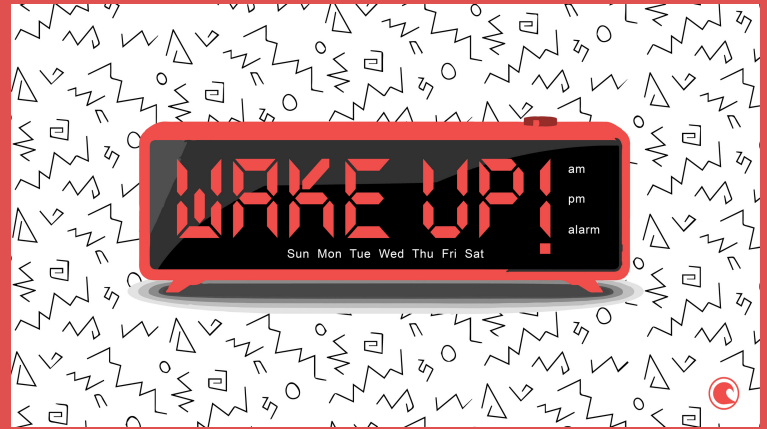 WAKE UP!
am
pm
alarm
Sun Mon Tue Wed Thu Fri Sat